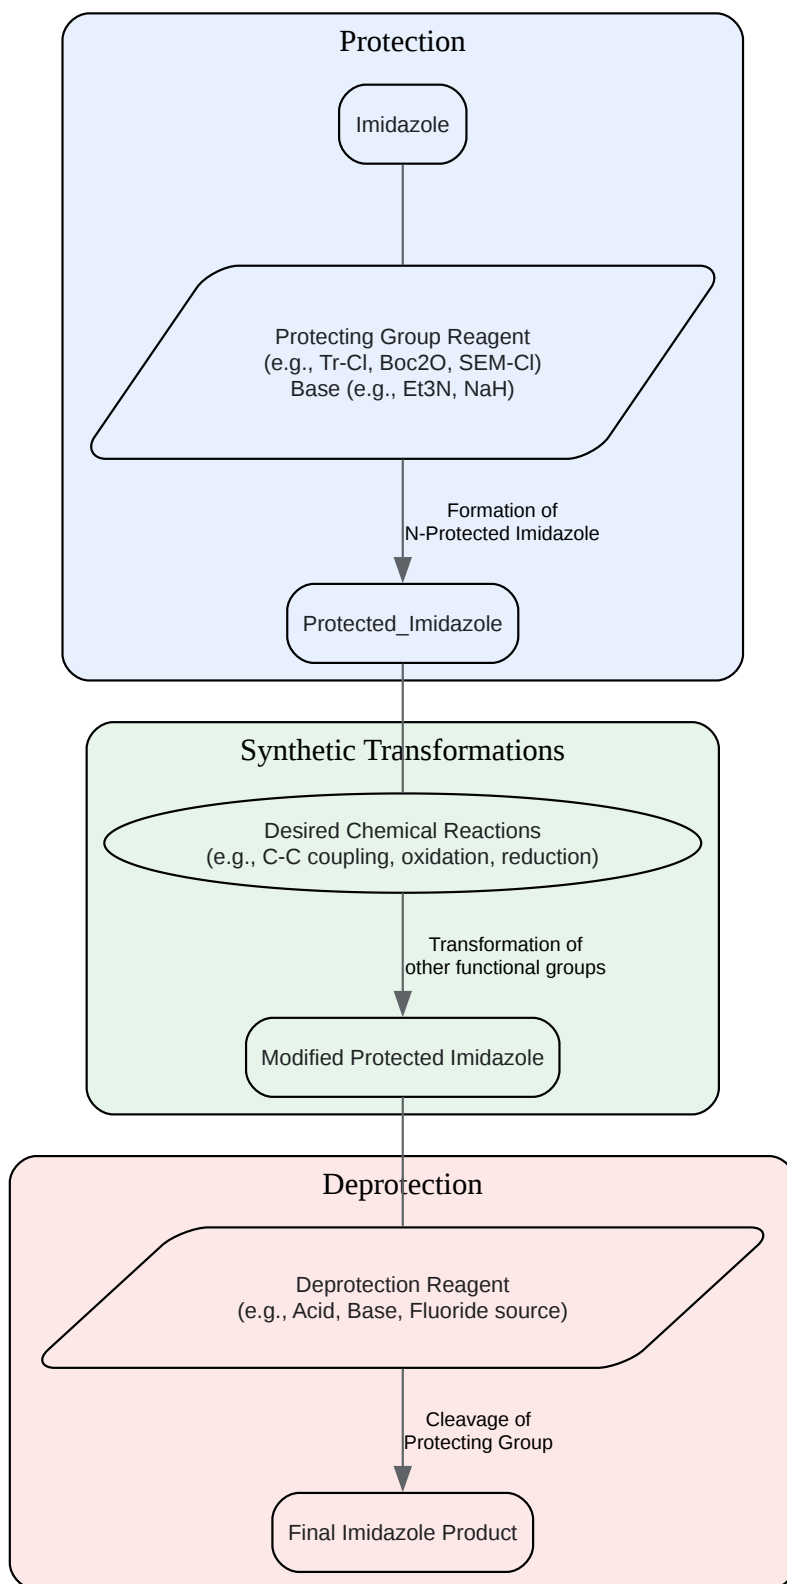 Protection
Imidazole
Protecting Group Reagent
(e.g., Tr-Cl, Boc2O, SEM-Cl)
Base (e.g., Et3N, NaH)
Formation of
N-Protected Imidazole
Protected_Imidazole
Synthetic Transformations
Desired Chemical Reactions
(e.g., C-C coupling, oxidation, reduction)
Transformation of
other functional groups
Modified Protected Imidazole
Deprotection
Deprotection Reagent
(e.g., Acid, Base, Fluoride source)
Cleavage of
Protecting Group
Final Imidazole Product